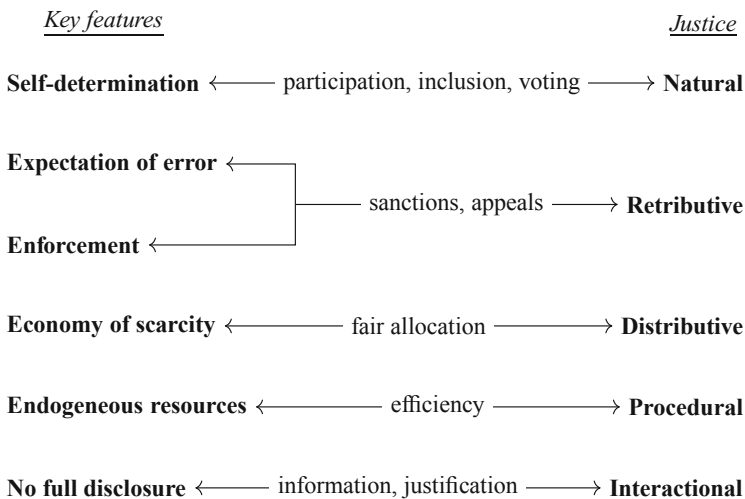 Key features Justice
Self-determination participation, inclusion, voting Natural
Expectation of error
sanctions, appeals Retributive
Enforcement
Economy of scarcity fair allocation Distributive
Endogeneous resources efficiency Procedural
No full disclosure information, justification Interactional